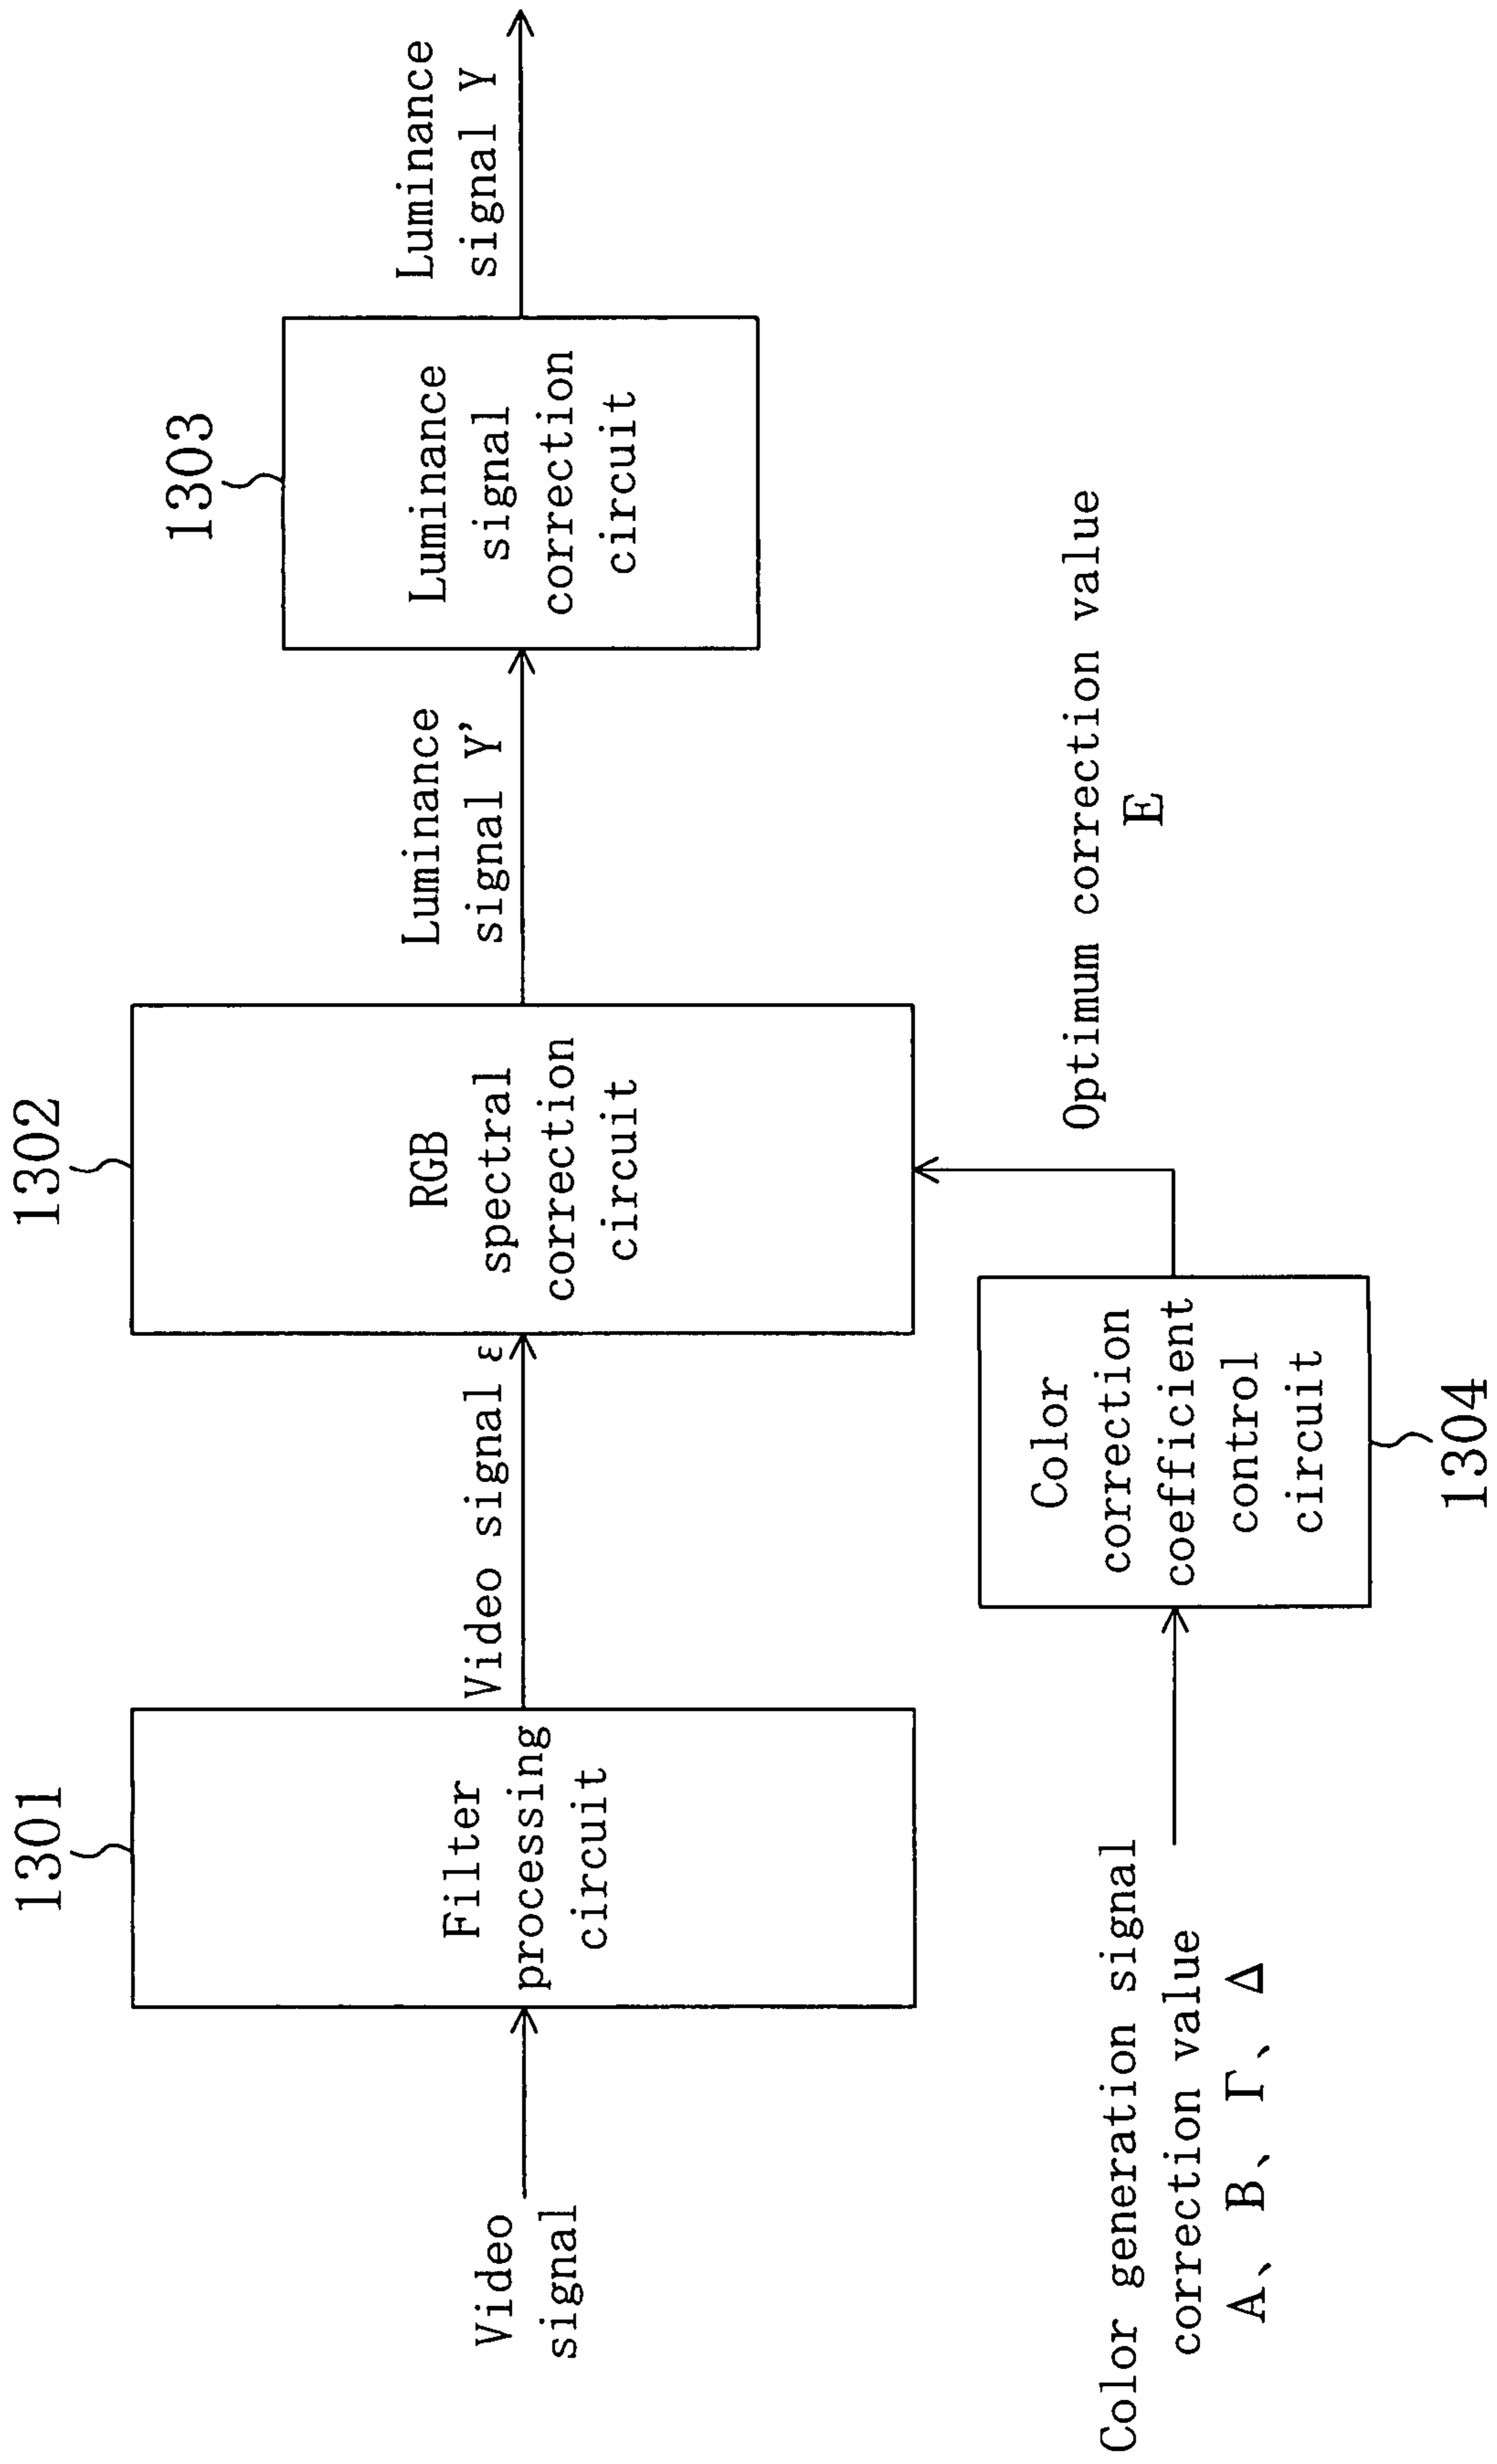 1301
1302
1303
Video
signal
Filter
processing
circuit
Video signal ε
RGB
spectral
correction
circuit
Luminance
signal Y'
Luminance
signal
correction
circuit
Luminance
signal Y
Color generation signal
correction value
A、B、Γ、Δ
Color
correction
coefficient
control
circuit
1304
Optimum correction value
E